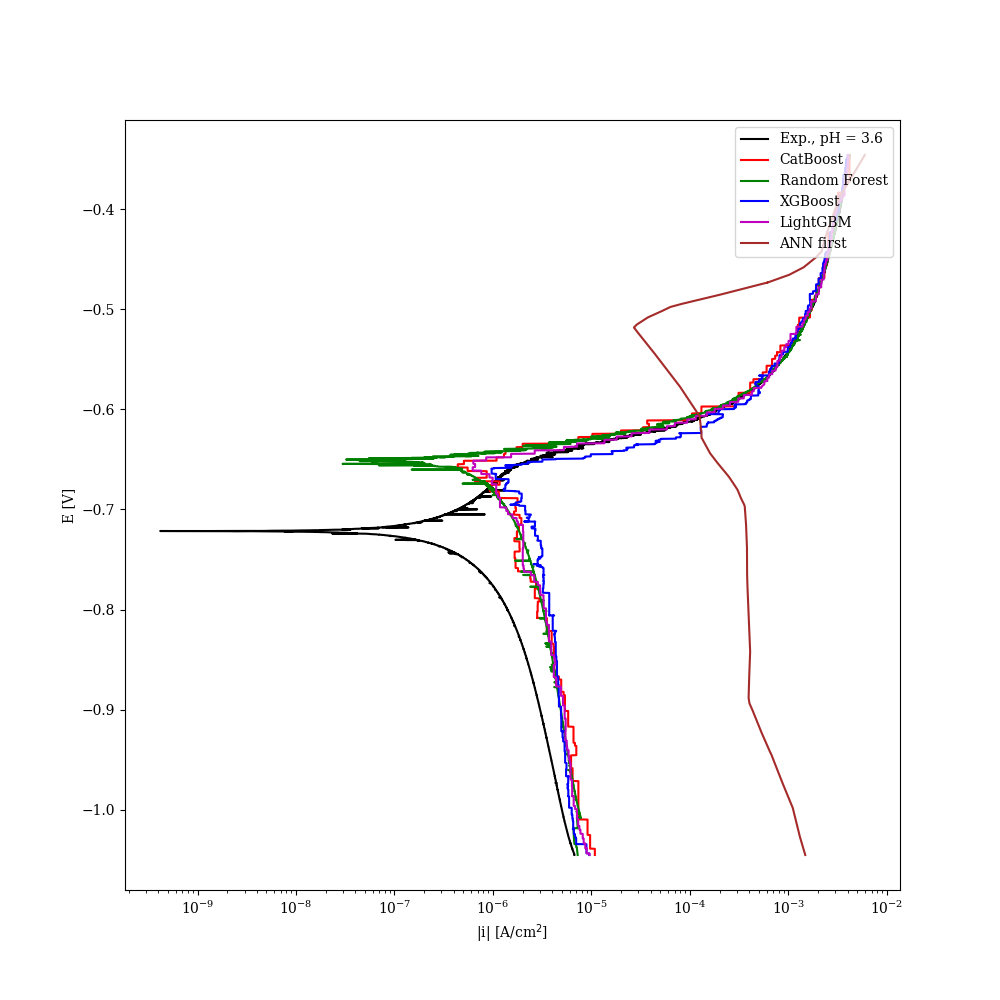 Exp., pH = 3.6
CatBoost
Random Forest
XGBoost
LightGBM
ANN first
−0.4
−0.5
−0.6
−0.7
−0.8
−0.9
−1.0
E [V]
10⁻⁹ 10⁻⁸ 10⁻⁷ 10⁻⁶ 10⁻⁵ 10⁻⁴ 10⁻³ 10⁻²
|i| [A/cm²]